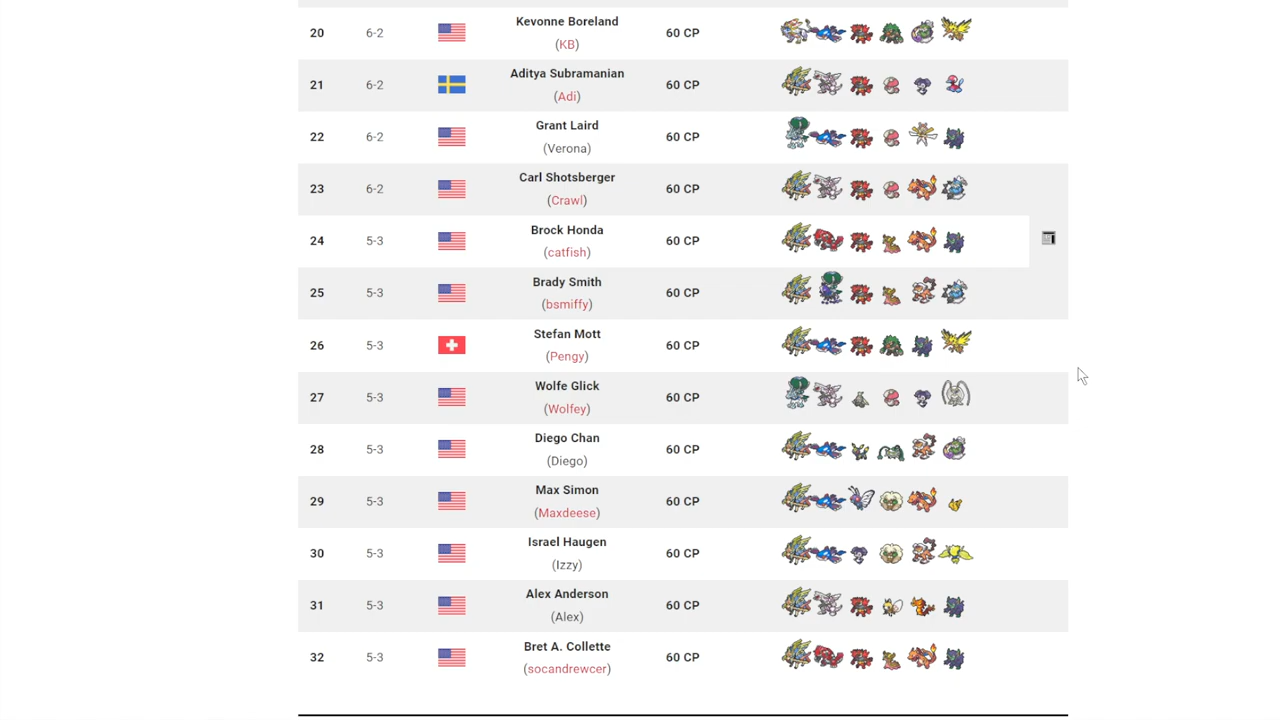 20 6-2 Kevonne Boreland 60 CP
(KB)
21 6-2 Aditya Subramanian 60 CP
(Adi)
22 6-2 Grant Laird 60 CP
(Verona)
23 6-2 Carl Shotsberger 60 CP
(Crawl)
24 5-3 Brock Honda 60 CP
(catfish)
25 5-3 Brady Smith 60 CP
(bsmiffy)
26 5-3 Stefan Mott 60 CP
(Pengy)
27 5-3 Wolfe Glick 60 CP
(Wolfey)
28 5-3 Diego Chan 60 CP
(Diego)
29 5-3 Max Simon 60 CP
(Maxdeese)
30 5-3 Israel Haugen 60 CP
(Izzy)
31 5-3 Alex Anderson 60 CP
(Alex)
32 5-3 Bret A. Collette 60 CP
(socandrewcer)